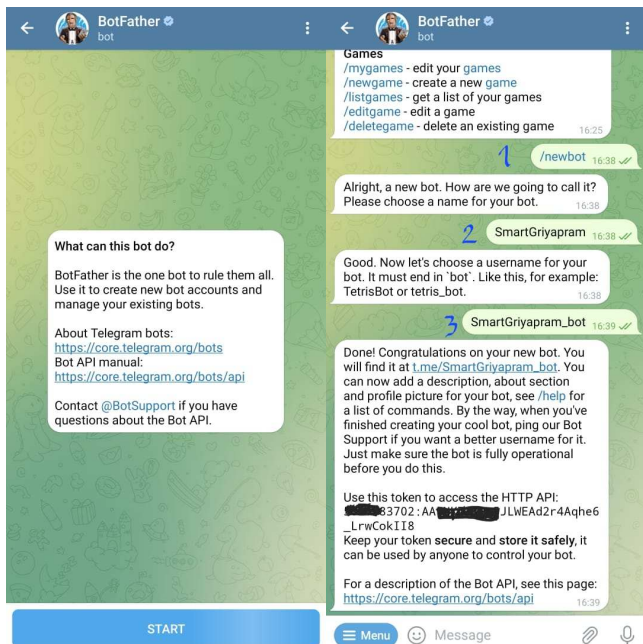 BotFather
bot
What can this bot do?
BotFather is the one bot to rule them all.
Use it to create new bot accounts and
manage your existing bots.
About Telegram bots:
https://core.telegram.org/bots
Bot API manual:
https://core.telegram.org/bots/api
Contact @BotSupport if you have
questions about the Bot API.
START
BotFather
bot
Games
/mygames - edit your games
/newgame - create a new game
/listgames - get a list of your games
/editgame - edit a game
/deletegame - delete an existing game 16:25
1
/newbot 16:38
Alright, a new bot. How are we going to call it?
Please choose a name for your bot. 16:38
2
SmartGriyapram 16:38
Good. Now let's choose a username for your
bot. It must end in `bot`. Like this, for example:
TetrisBot or tetris_bot. 16:38
3
SmartGriyapram_bot 16:39
Done! Congratulations on your new bot. You
will find it at t.me/SmartGriyapram_bot. You
can now add a description, about section
and profile picture for your bot, see /help for
a list of commands. By the way, when you've
finished creating your cool bot, ping our Bot
Support if you want a better username for it.
Just make sure the bot is fully operational
before you do this.
Use this token to access the HTTP API:
83702:AA JLWEAd2r4Aqhe6
_LrwCokII8
Keep your token secure and store it safely, it
can be used by anyone to control your bot.
For a description of the Bot API, see this page:
https://core.telegram.org/bots/api 16:39
Menu
Message